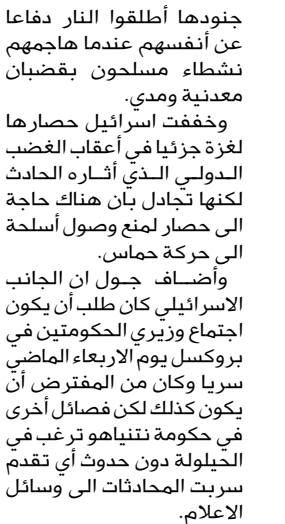 جنودها أطلقوا النار دفاعا
عن أنفسهم عندما هاجمهم
نشطاء مسلحون بقضبان
معدنية ومدي.
وخففت اسرائيل حصارها
لغزة جزئيا في أعقاب الغضب
الدولي الذي أثاره الحادث
لكنها تجادل بان هناك حاجة
الى حصار لمنع وصول أسلحة
الى حركة حماس.
وأضاف جول ان الجانب
الاسرائيلي كان طلب أن يكون
اجتماع وزيري الحكومتين في
بروكسل يوم الاربعاء الماضي
سريا وكان من المفترض أن
يكون كذلك لكن فصائل أخرى
في حكومة نتنياهو ترغب في
الحيلولة دون حدوث أي تقدم
سربت المحادثات الى وسائل
الاعلام.